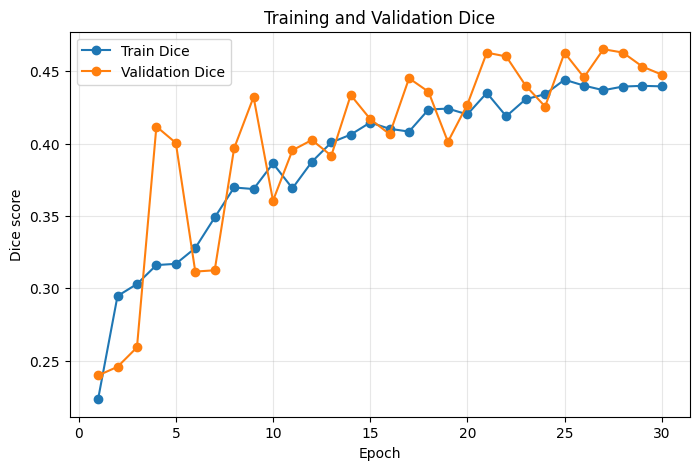 Training and Validation Dice
Train Dice
Validation Dice
Dice score
0.45
0.40
0.35
0.30
0.25
0 5 10 15 20 25 30
Epoch